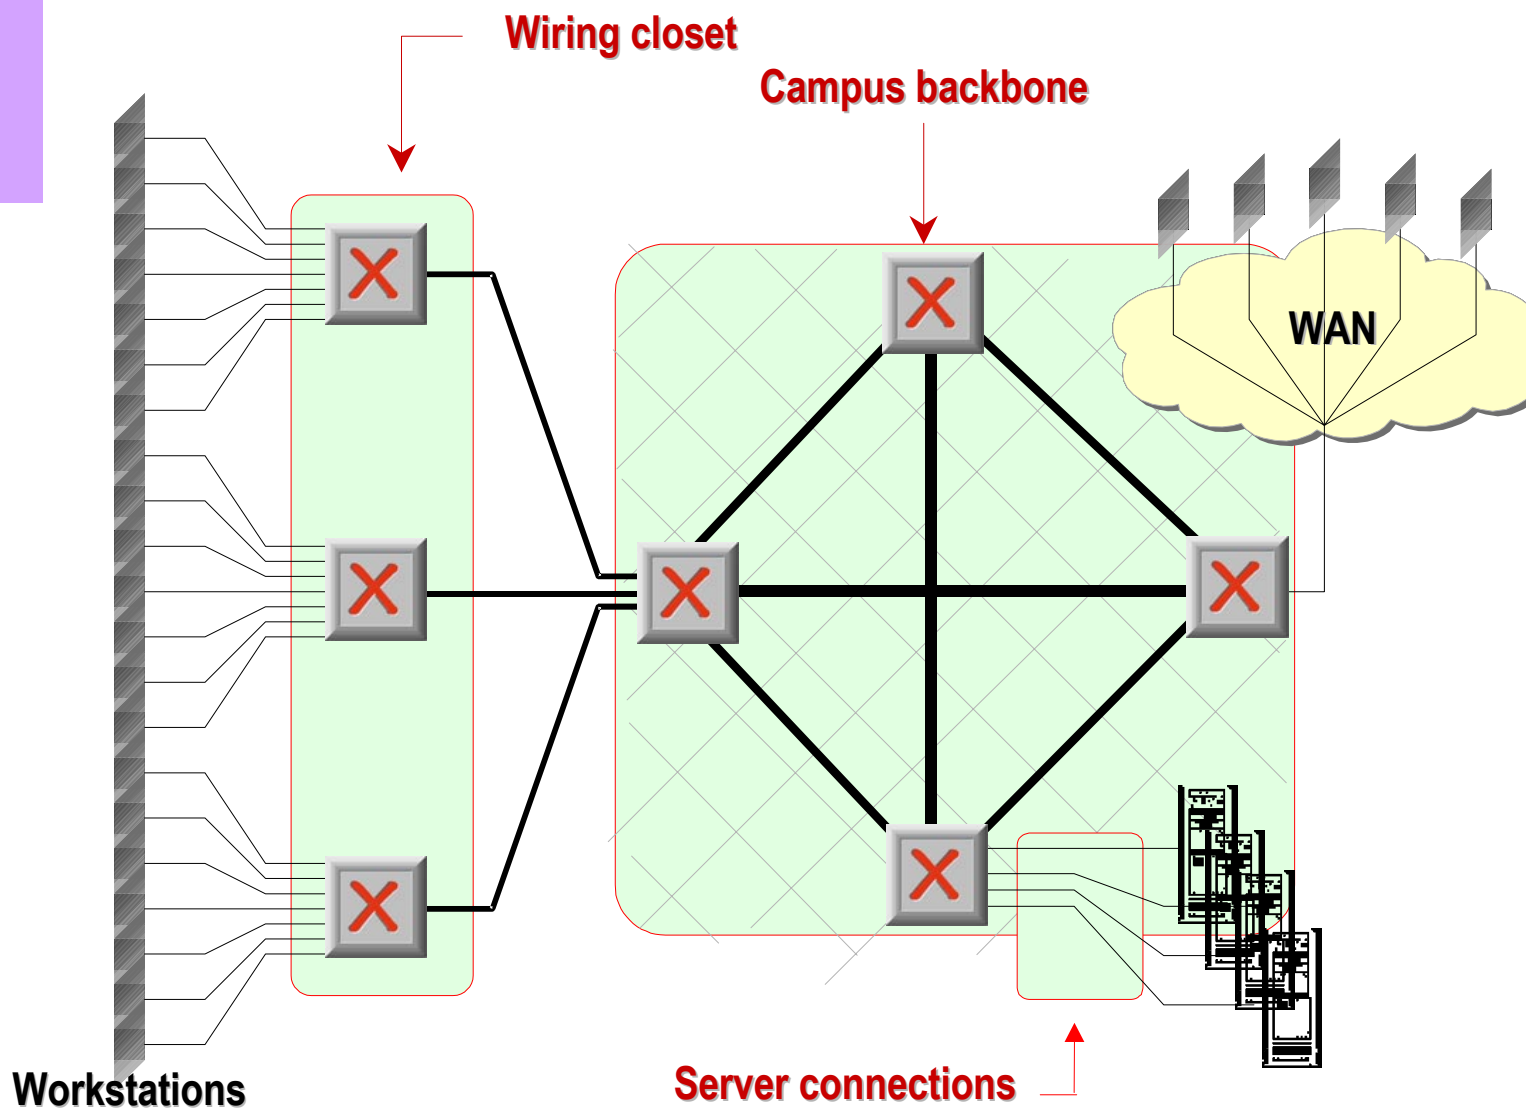 Wiring closet
Campus backbone
WAN
Workstations
Server connections